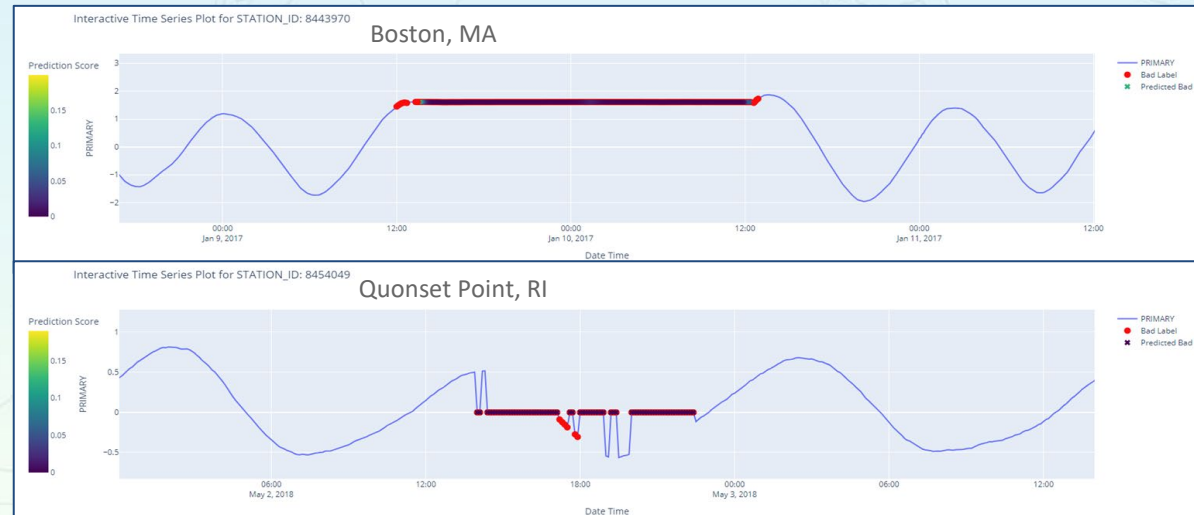 Interactive Time Series Plot for STATION_ID: 8443970
Boston, MA
Prediction Score
0.15
0.1
0.05
0
PRIMARY
3
2
1
0
−1
−2
00:00
Jan 9, 2017
12:00
00:00
Jan 10, 2017
12:00
00:00
Jan 11, 2017
12:00
Date Time
PRIMARY
Bad Label
Predicted Bad
Interactive Time Series Plot for STATION_ID: 8454049
Quonset Point, RI
Prediction Score
0.15
0.1
0.05
0
PRIMARY
1
0.5
0
−0.5
06:00
May 2, 2018
12:00
18:00
00:00
May 3, 2018
06:00
12:00
Date Time
PRIMARY
Bad Label
Predicted Bad